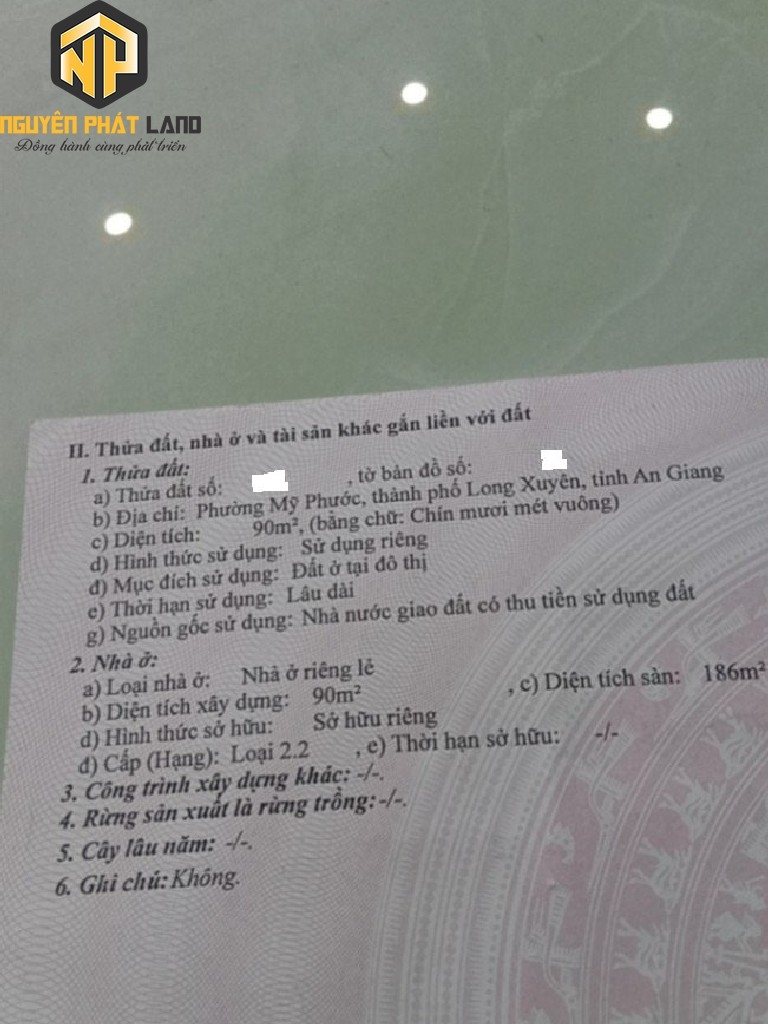 NP
NGUYÊN PHÁT LAND
Đồng hành cùng phát triển
II. Thửa đất, nhà ở và tài sản khác gắn liền với đất
1. Thửa đất:
a) Thửa đất số: , tờ bản đồ số:
b) Địa chỉ: Phường Mỹ Phước, thành phố Long Xuyên, tỉnh An Giang
c) Diện tích: 90m², (bằng chữ: Chín mươi mét vuông)
d) Hình thức sử dụng: Sử dụng riêng
đ) Mục đích sử dụng: Đất ở tại đô thị
e) Thời hạn sử dụng: Lâu dài
g) Nguồn gốc sử dụng: Nhà nước giao đất có thu tiền sử dụng đất
2. Nhà ở:
a) Loại nhà ở: Nhà ở riêng lẻ
b) Diện tích xây dựng: 90m² , c) Diện tích sàn: 186m²
d) Hình thức sở hữu: Sở hữu riêng
đ) Cấp (Hạng): Loại 2.2 , e) Thời hạn sở hữu: -/-
3. Công trình xây dựng khác: -/-.
4. Rừng sản xuất là rừng trồng: -/-.
5. Cây lâu năm: -/-.
6. Ghi chú: Không.